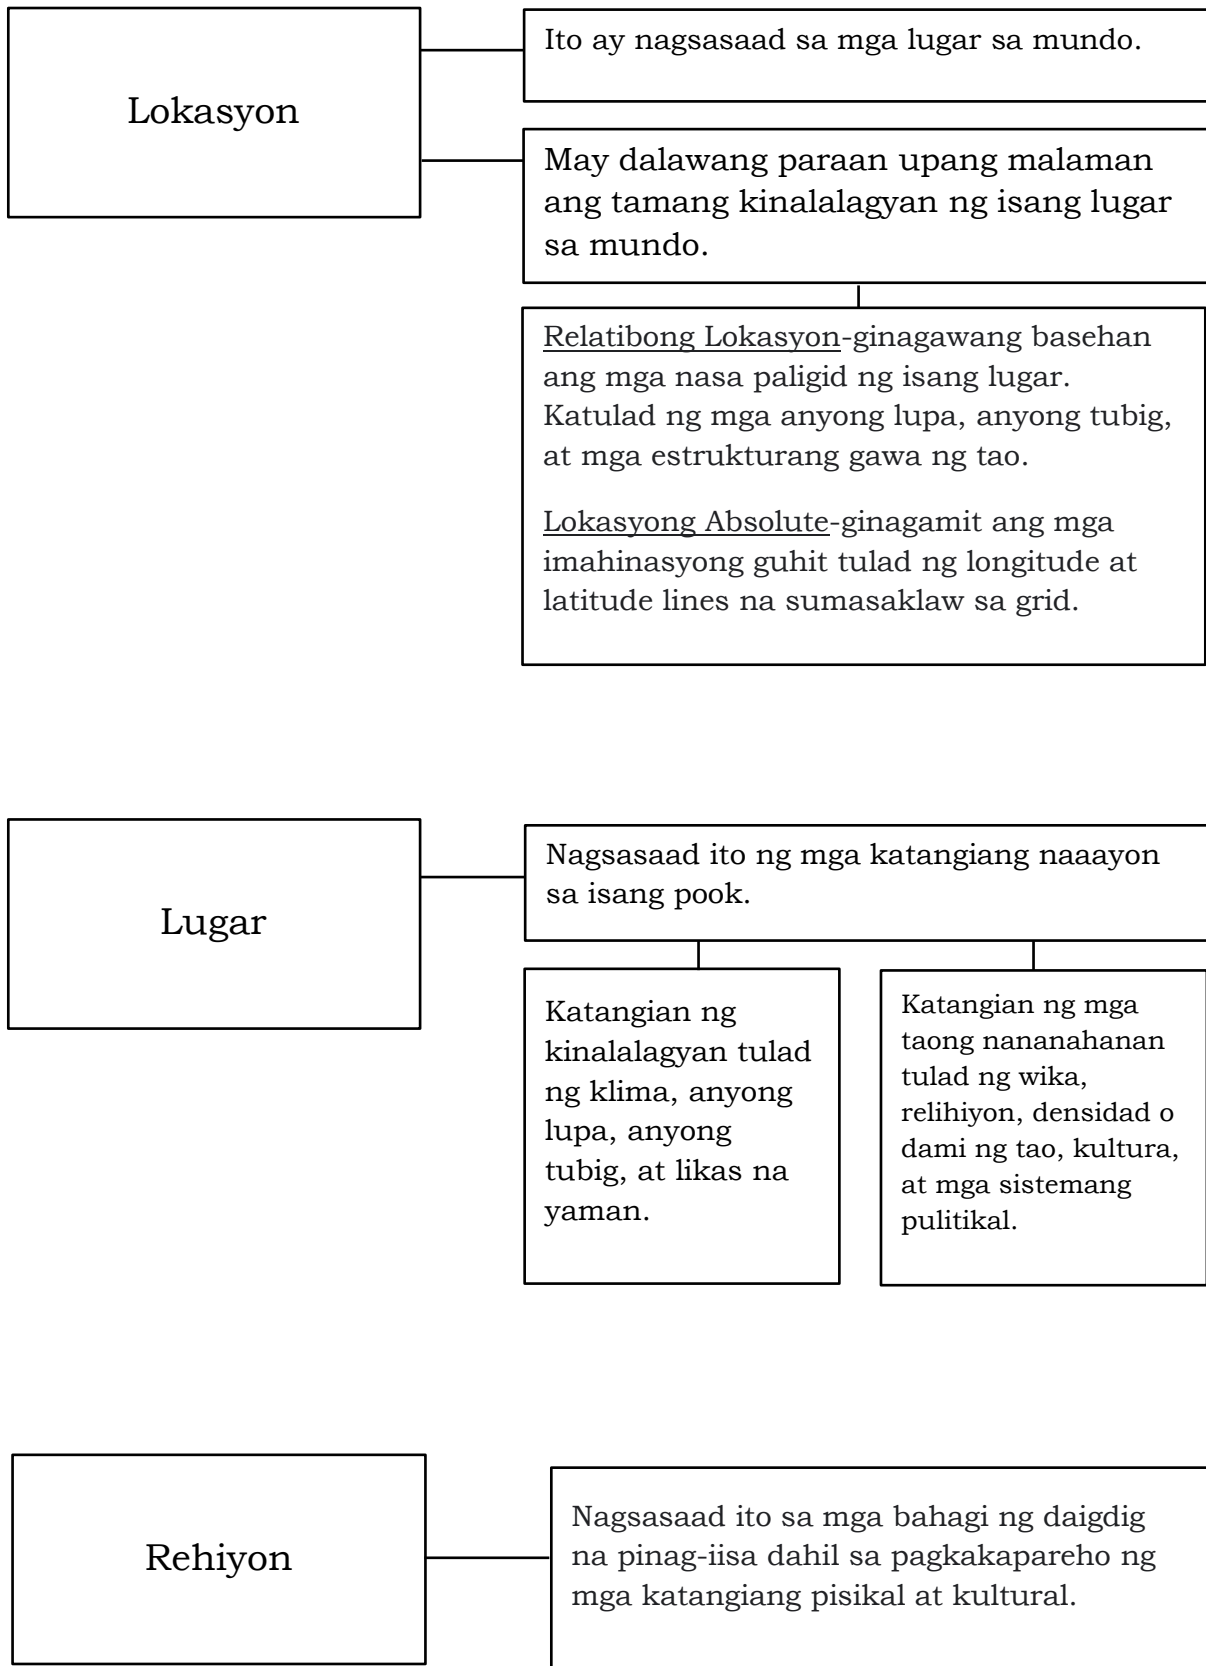 Lokasyon
Ito ay nagsasaad sa mga lugar sa mundo.
May dalawang paraan upang malaman
ang tamang kinalalagyan ng isang lugar
sa mundo.
Relatibong Lokasyon-ginagawang basehan
ang mga nasa paligid ng isang lugar.
Katulad ng mga anyong lupa, anyong tubig,
at mga estrukturang gawa ng tao.
Lokasyong Absolute-ginagamit ang mga
imahinasyong guhit tulad ng longitude at
latitude lines na sumasaklaw sa grid.
Lugar
Nagsasaad ito ng mga katangiang naaayon
sa isang pook.
Katangian ng
kinalalagyan tulad
ng klima, anyong
lupa, anyong
tubig, at likas na
yaman.
Katangian ng mga
taong nananahanan
tulad ng wika,
relihiyon, densidad o
dami ng tao, kultura,
at mga sistemang
pulitikal.
Rehiyon
Nagsasaad ito sa mga bahagi ng daigdig
na pinag-iisa dahil sa pagkakapareho ng
mga katangiang pisikal at kultural.